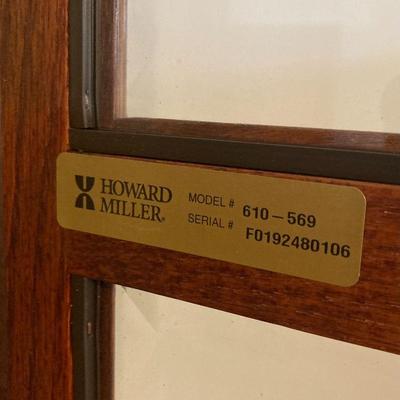 HOWARD
MILLER®
MODEL # 610-569
SERIAL # F0192480106